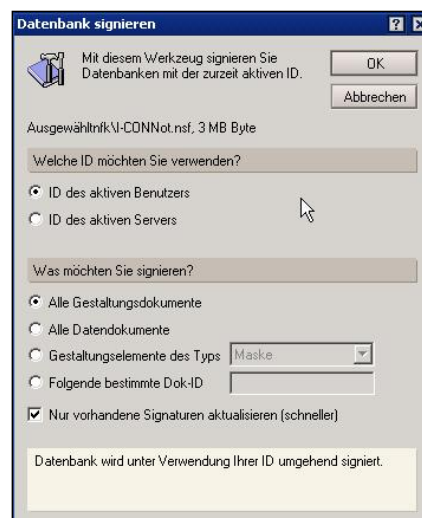 Datenbank signieren
Mit diesem Werkzeug signieren Sie
Datenbanken mit der zurzeit aktiven ID.
OK
Abbrechen
Ausgewähltnfk\I-CONNot.nsf, 3 MB Byte
Welche ID möchten Sie verwenden?
ID des aktiven Benutzers
ID des aktiven Servers
Was möchten Sie signieren?
Alle Gestaltungsdokumente
Alle Datendokumente
Gestaltungselemente des Typs
Maske
Folgende bestimmte Dok-ID
Nur vorhandene Signaturen aktualisieren (schneller)
Datenbank wird unter Verwendung Ihrer ID umgehend signiert.